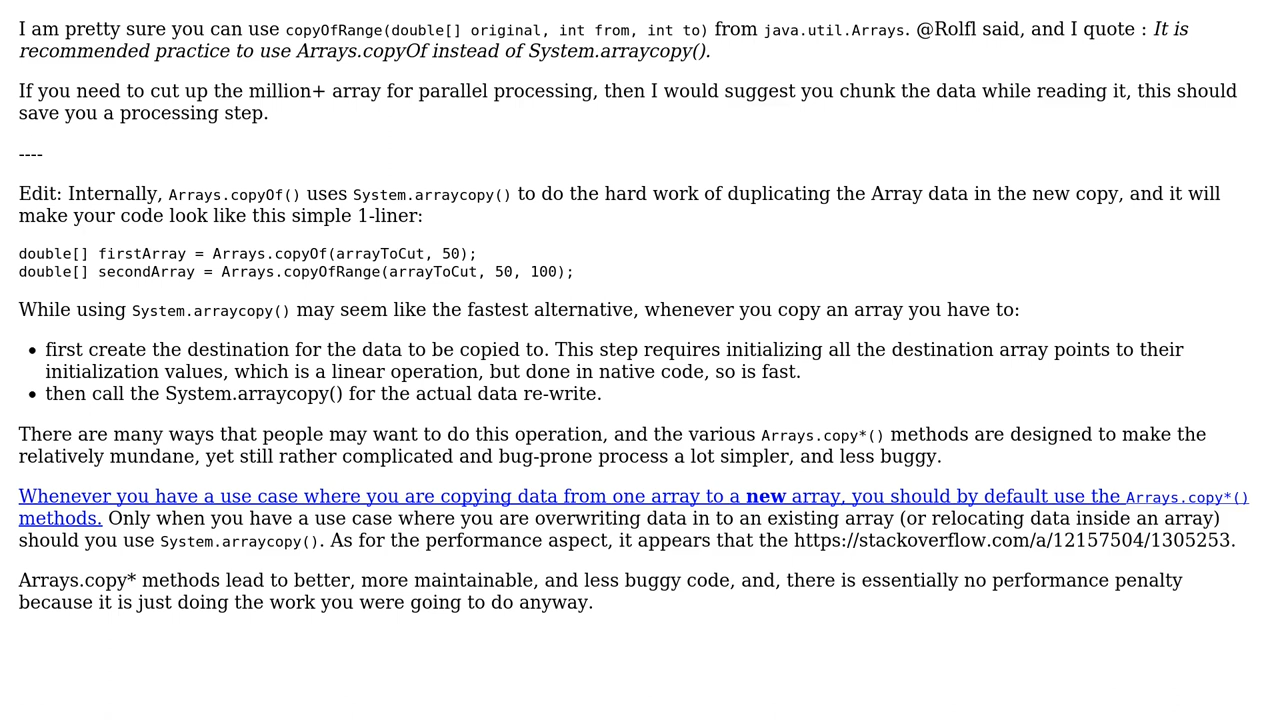 I am pretty sure you can use copyOfRange(double[] original, int from, int to) from java.util.Arrays. @Rolfl said, and I quote : It is
recommended practice to use Arrays.copyOf instead of System.arraycopy().
If you need to cut up the million+ array for parallel processing, then I would suggest you chunk the data while reading it, this should
save you a processing step.
----
Edit: Internally, Arrays.copyOf() uses System.arraycopy() to do the hard work of duplicating the Array data in the new copy, and it will
make your code look like this simple 1-liner:
double[] firstArray = Arrays.copyOf(arrayToCut, 50);
double[] secondArray = Arrays.copyOfRange(arrayToCut, 50, 100);
While using System.arraycopy() may seem like the fastest alternative, whenever you copy an array you have to:
• first create the destination for the data to be copied to. This step requires initializing all the destination array points to their
initialization values, which is a linear operation, but done in native code, so is fast.
• then call the System.arraycopy() for the actual data re-write.
There are many ways that people may want to do this operation, and the various Arrays.copy*() methods are designed to make the
relatively mundane, yet still rather complicated and bug-prone process a lot simpler, and less buggy.
Whenever you have a use case where you are copying data from one array to a new array, you should by default use the Arrays.copy*()
methods. Only when you have a use case where you are overwriting data in to an existing array (or relocating data inside an array)
should you use System.arraycopy(). As for the performance aspect, it appears that the https://stackoverflow.com/a/12157504/1305253.
Arrays.copy* methods lead to better, more maintainable, and less buggy code, and, there is essentially no performance penalty
because it is just doing the work you were going to do anyway.